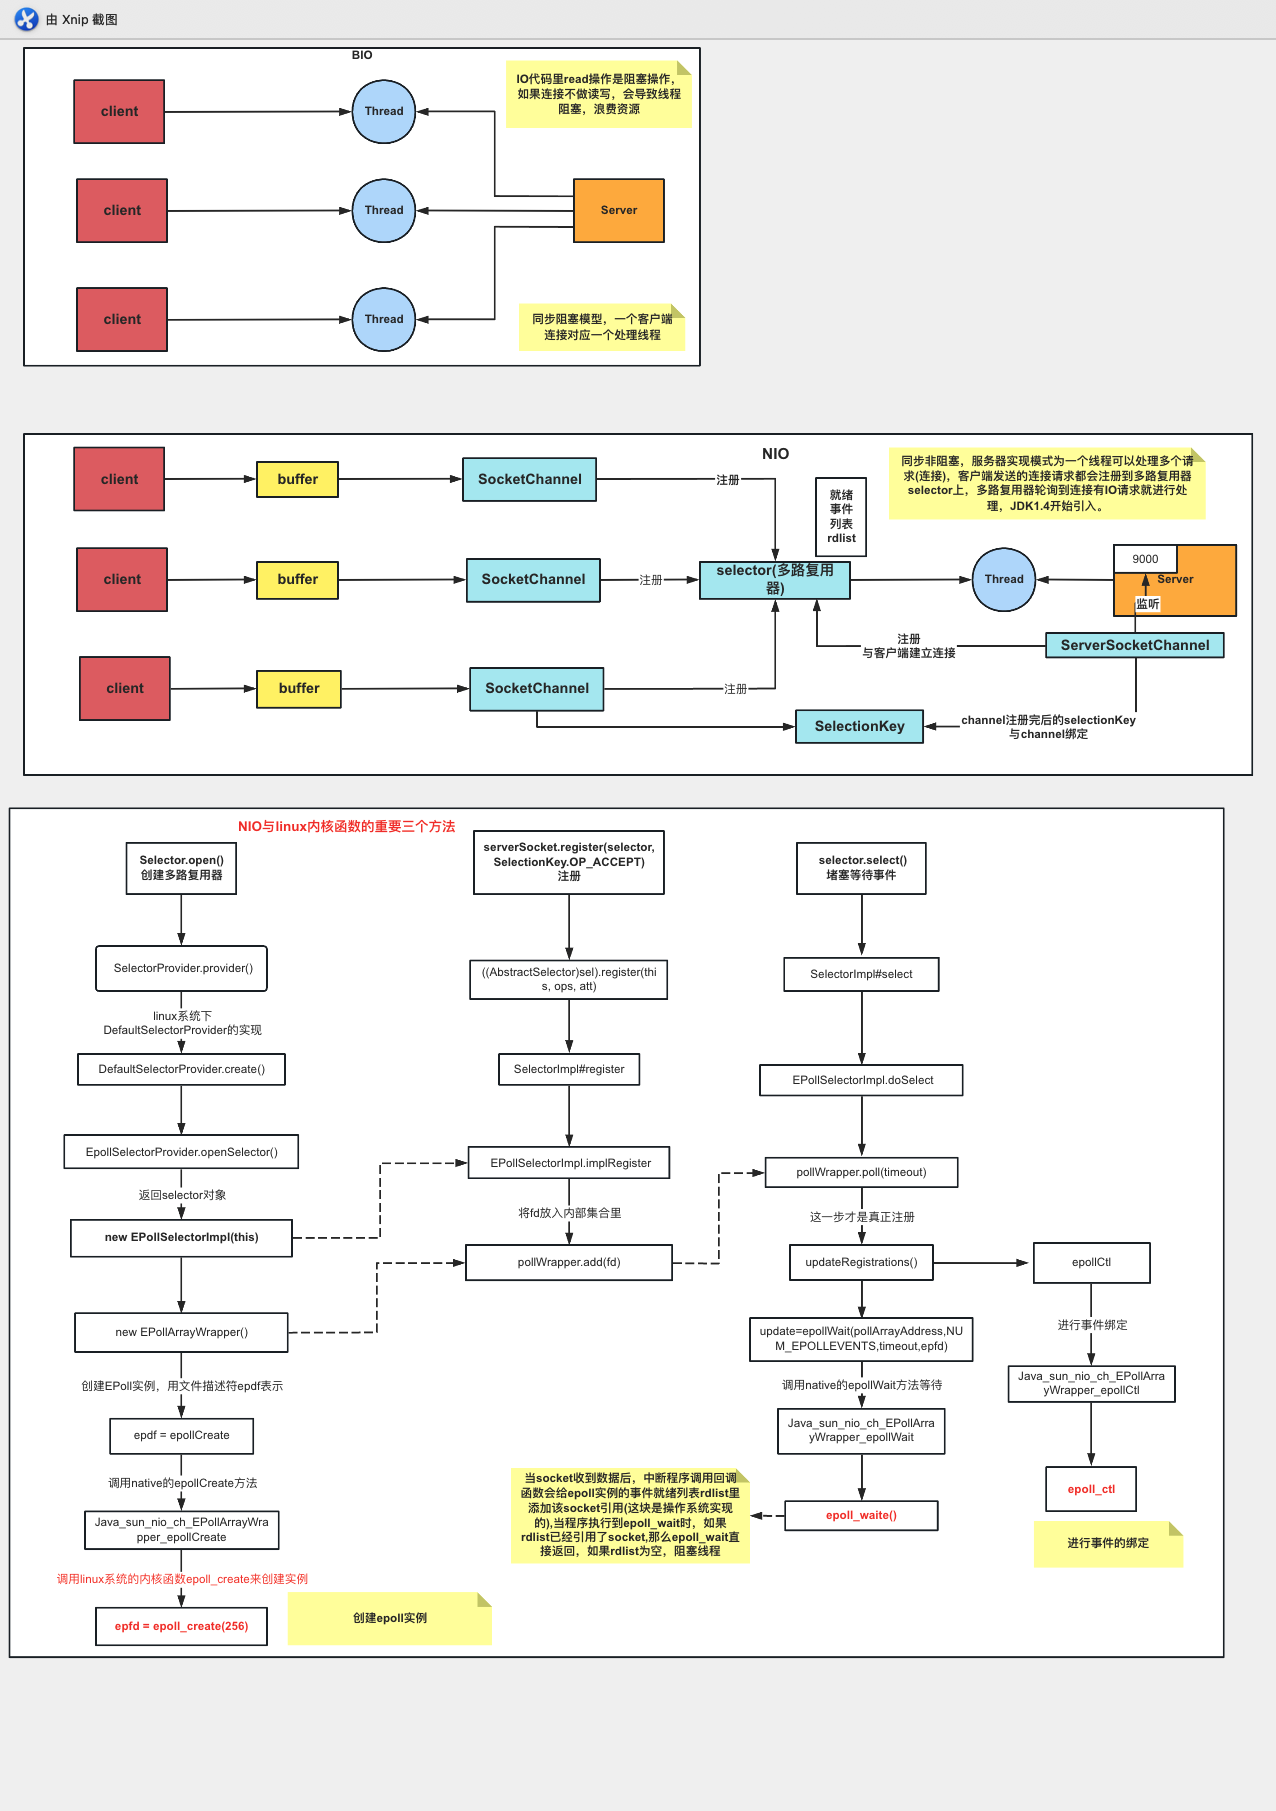 由 Xnip 截图
BIO
IO代码里read操作是阻塞操作，
如果连接不做读写，会导致线程
阻塞，浪费资源
client
Thread
client
Thread
Server
client
Thread
同步阻塞模型，一个客户端
连接对应一个处理线程
NIO
同步非阻塞，服务器实现模式为一个线程可以处理多个请
求(连接)，客户端发送的连接请求都会注册到多路复用器
selector上，多路复用器轮询到连接有IO请求就进行处
理，JDK1.4开始引入。
client
buffer
SocketChannel
注册
就绪
事件
列表
rdlist
client
buffer
SocketChannel
注册
selector(多路复用
器)
Thread
9000
Server
监听
注册
与客户端建立连接
ServerSocketChannel
client
buffer
SocketChannel
注册
SelectionKey
channel注册完后的selectionKey
与channel绑定
NIO与linux内核函数的重要三个方法
Selector.open()
创建多路复用器
SelectorProvider.provider()
linux系统下
DefaultSelectorProvider的实现
DefaultSelectorProvider.create()
EpollSelectorProvider.openSelector()
返回selector对象
new EPollSelectorImpl(this)
new EPollArrayWrapper()
创建EPoll实例，用文件描述符epdf表示
epdf = epollCreate
调用native的epollCreate方法
Java_sun_nio_ch_EPollArrayWra
pper_epollCreate
调用linux系统的内核函数epoll_create来创建实例
epfd = epoll_create(256)
创建epoll实例
serverSocket.register(selector,
SelectionKey.OP_ACCEPT)
注册
((AbstractSelector)sel).register(thi
s, ops, att)
SelectorImpl#register
EPollSelectorImpl.implRegister
将fd放入内部集合里
pollWrapper.add(fd)
selector.select()
堵塞等待事件
SelectorImpl#select
EPollSelectorImpl.doSelect
pollWrapper.poll(timeout)
这一步才是真正注册
updateRegistrations()
update=epollWait(pollArrayAddress,NU
M_EPOLLEVENTS,timeout,epfd)
调用native的epollWait方法等待
Java_sun_nio_ch_EPollArra
yWrapper_epollWait
epoll_waite()
当socket收到数据后，中断程序调用回调
函数会给epoll实例的事件就绪列表rdlist里
添加该socket引用(这块是操作系统实现
的),当程序执行到epoll_wait时，如果
rdlist已经引用了socket,那么epoll_wait直
接返回，如果rdlist为空，阻塞线程
epollCtl
进行事件绑定
Java_sun_nio_ch_EPollArra
yWrapper_epollCtl
epoll_ctl
进行事件的绑定